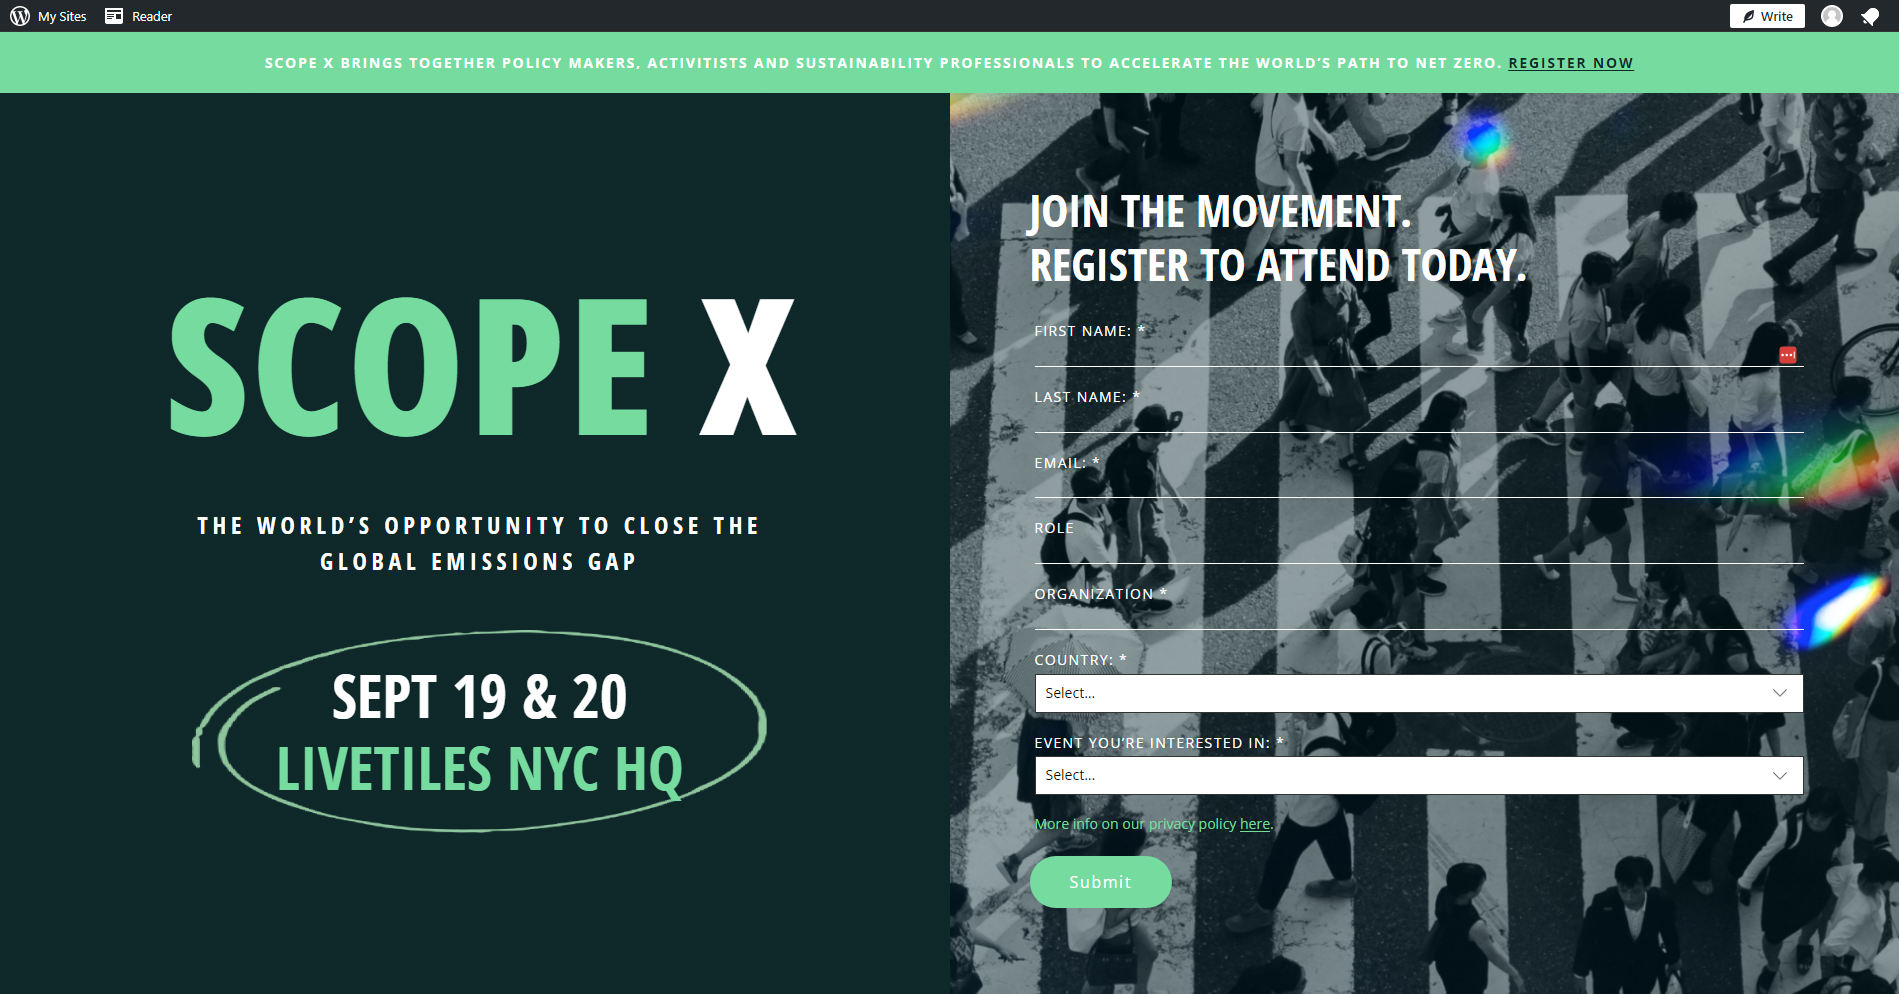 My Sites
Reader
Write
SCOPE X BRINGS TOGETHER POLICY MAKERS, ACTIVITISTS AND SUSTAINABILITY PROFESSIONALS TO ACCELERATE THE WORLD'S PATH TO NET ZERO. REGISTER NOW
SCOPE X
THE WORLD'S OPPORTUNITY TO CLOSE THE
GLOBAL EMISSIONS GAP
SEPT 19 & 20
LIVETILES NYC HQ
JOIN THE MOVEMENT.
REGISTER TO ATTEND TODAY.
FIRST NAME: *
LAST NAME: *
EMAIL: *
ROLE
ORGANIZATION *
COUNTRY: *
Select...
EVENT YOU'RE INTERESTED IN: *
Select...
More info on our privacy policy here.
Submit